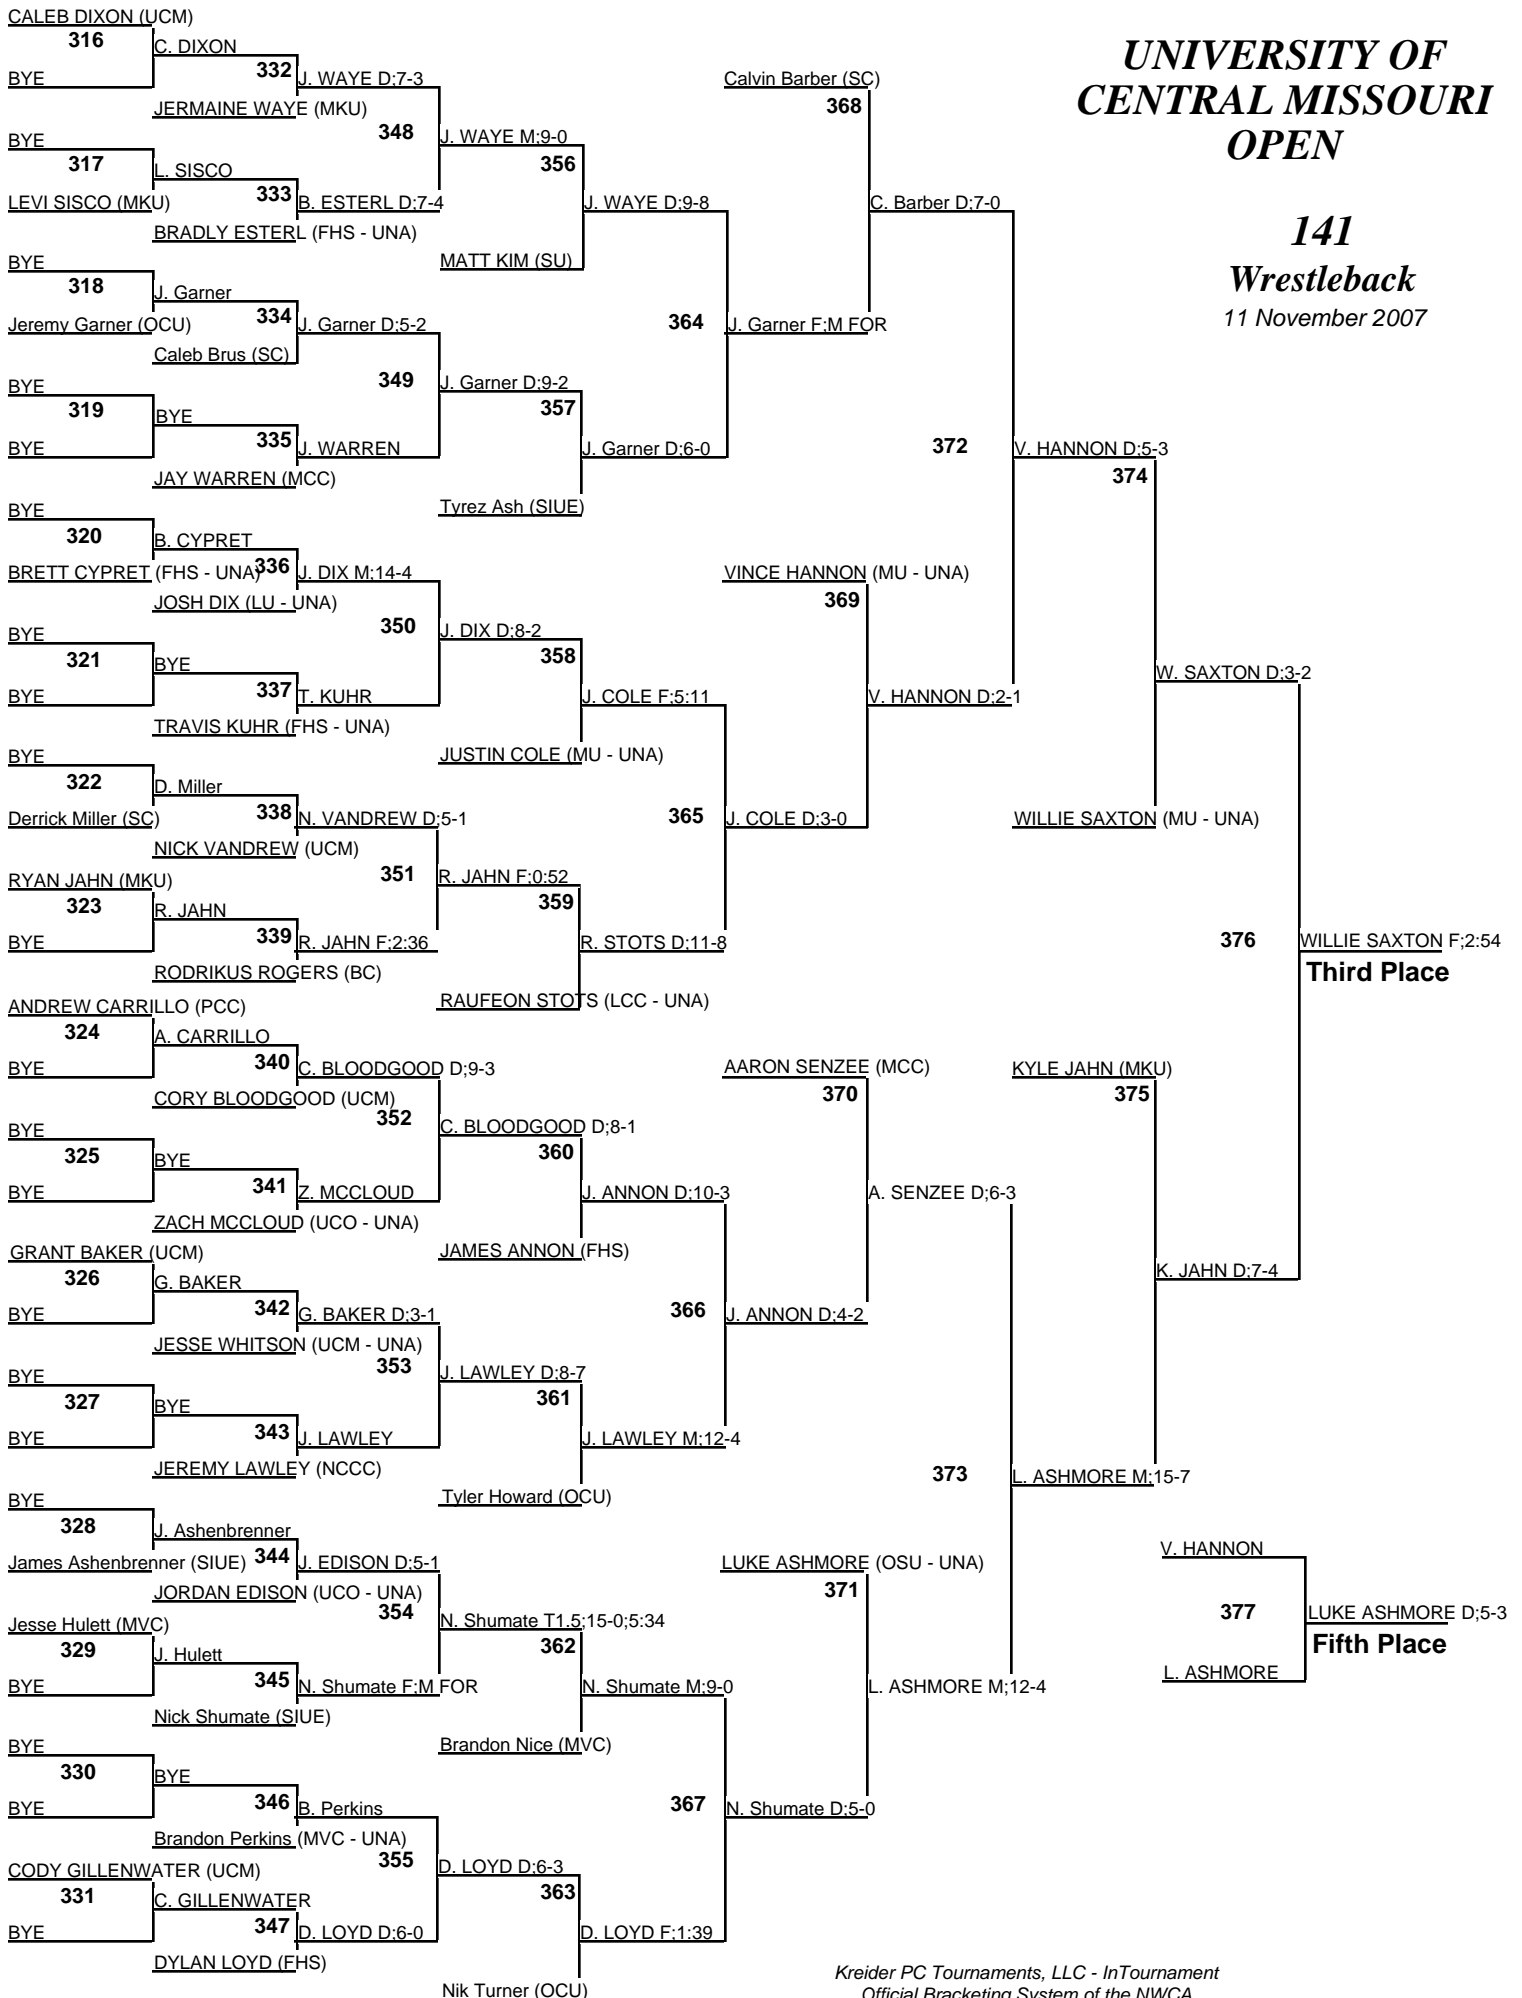 UNIVERSITY OF
CENTRAL MISSOURI
OPEN
141
Wrestleback
11 November 2007
CALEB DIXON (UCM)
316
BYE
BYE
317
LEVI SISCO (MKU)
BYE
318
Jeremy Garner (OCU)
BYE
319
BYE
BYE
320
BRETT CYPRET (FHS - UNA)
BYE
321
BYE
BYE
322
Derrick Miller (SC)
RYAN JAHN (MKU)
323
BYE
ANDREW CARRILLO (PCC)
324
BYE
BYE
325
BYE
GRANT BAKER (UCM)
326
BYE
BYE
327
BYE
BYE
328
James Ashenbrenner (SIUE)
Jesse Hulett (MVC)
329
BYE
BYE
330
BYE
CODY GILLENWATER (UCM)
331
BYE
C. DIXON
332
JERMAINE WAYE (MKU)
L. SISCO
333
BRADLY ESTERL (FHS - UNA)
J. Garner
334
Caleb Brus (SC)
BYE
335
JAY WARREN (MCC)
B. CYPRET
336
JOSH DIX (LU - UNA)
BYE
337
TRAVIS KUHR (FHS - UNA)
D. Miller
338
NICK VANDREW (UCM)
R. JAHN
339
RODRIKUS ROGERS (BC)
A. CARRILLO
340
CORY BLOODGOOD (UCM)
BYE
341
ZACH MCCLOUD (UCO - UNA)
G. BAKER
342
JESSE WHITSON (UCM - UNA)
BYE
343
JEREMY LAWLEY (NCCC)
J. Ashenbrenner
344
JORDAN EDISON (UCO - UNA)
J. Hulett
345
Nick Shumate (SIUE)
BYE
346
Brandon Perkins (MVC - UNA)
C. GILLENWATER
347
DYLAN LOYD (FHS)
J. WAYE D;7-3
348
B. ESTERL D;7-4
J. Garner D;5-2
349
J. WARREN
J. DIX M;14-4
350
T. KUHR
N. VANDREW D;5-1
351
R. JAHN F;2:36
C. BLOODGOOD D;9-3
352
Z. MCCLOUD
G. BAKER D;3-1
353
J. LAWLEY
J. EDISON D;5-1
354
N. Shumate F;M FOR
B. Perkins
355
D. LOYD D;6-0
J. WAYE M;9-0
356
MATT KIM (SU)
J. Garner D;9-2
357
Tyrez Ash (SIUE)
J. DIX D;8-2
358
JUSTIN COLE (MU - UNA)
R. JAHN F;0:52
359
RAUFEON STOTS (LCC - UNA)
C. BLOODGOOD D;8-1
360
JAMES ANNON (FHS)
J. LAWLEY D;8-7
361
Tyler Howard (OCU)
N. Shumate T1.5;15-0;5:34
362
Brandon Nice (MVC)
D. LOYD D;6-3
363
Nik Turner (OCU)
J. WAYE D;9-8
364
J. Garner D;6-0
J. COLE F;5:11
365
R. STOTS D;11-8
J. ANNON D;10-3
366
J. LAWLEY M;12-4
N. Shumate M;9-0
367
D. LOYD F;1:39
Calvin Barber (SC)
368
J. Garner F;M FOR
VINCE HANNON (MU - UNA)
369
J. COLE D;3-0
AARON SENZEE (MCC)
370
J. ANNON D;4-2
LUKE ASHMORE (OSU - UNA)
371
N. Shumate D;5-0
C. Barber D;7-0
372
V. HANNON D;2-1
A. SENZEE D;6-3
373
L. ASHMORE M;12-4
V. HANNON D;5-3
374
WILLIE SAXTON (MU - UNA)
KYLE JAHN (MKU)
375
L. ASHMORE M;15-7
W. SAXTON D;3-2
376
K. JAHN D;7-4
WILLIE SAXTON F;2:54
Third Place
V. HANNON
377
L. ASHMORE
LUKE ASHMORE D;5-3
Fifth Place
Kreider PC Tournaments, LLC - InTournament
Official Bracketing System of the NWCA